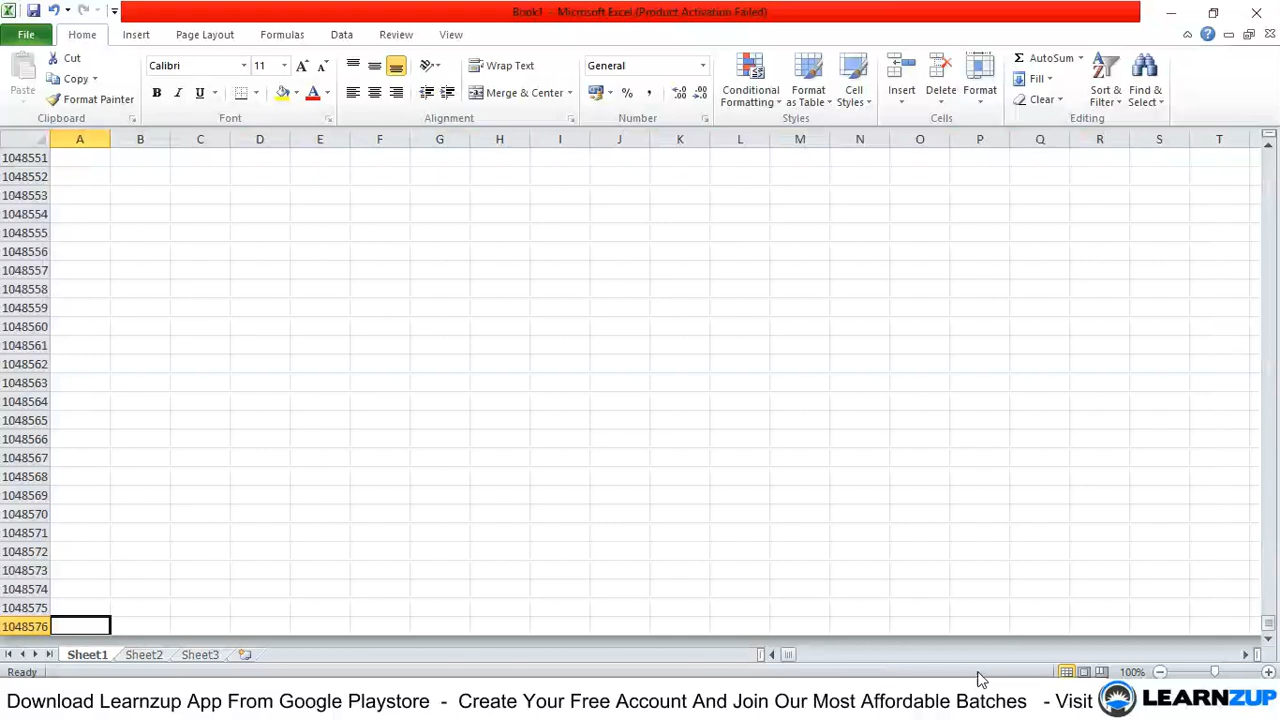 Book1 - Microsoft Excel (Product Activation Failed)
File Home Insert Page Layout Formulas Data Review View
Paste
Cut
Copy
Format Painter
Clipboard
Calibri 11
B I U A
Font
Wrap Text
Merge & Center
Alignment
General
% ,
Number
Conditional Formatting
Format as Table
Cell Styles
Styles
Insert
Delete
Format
Cells
Σ AutoSum
Fill
Clear
Sort & Filter
Find & Select
Editing
A B C D E F G H I J K L M N O P Q R S T
1048551
1048552
1048553
1048554
1048555
1048556
1048557
1048558
1048559
1048560
1048561
1048562
1048563
1048564
1048565
1048566
1048567
1048568
1048569
1048570
1048571
1048572
1048573
1048574
1048575
1048576
Sheet1 Sheet2 Sheet3
Ready 100%
Download Learnzup App From Google Playstore - Create Your Free Account And Join Our Most Affordable Batches - Visit LEARNZUP